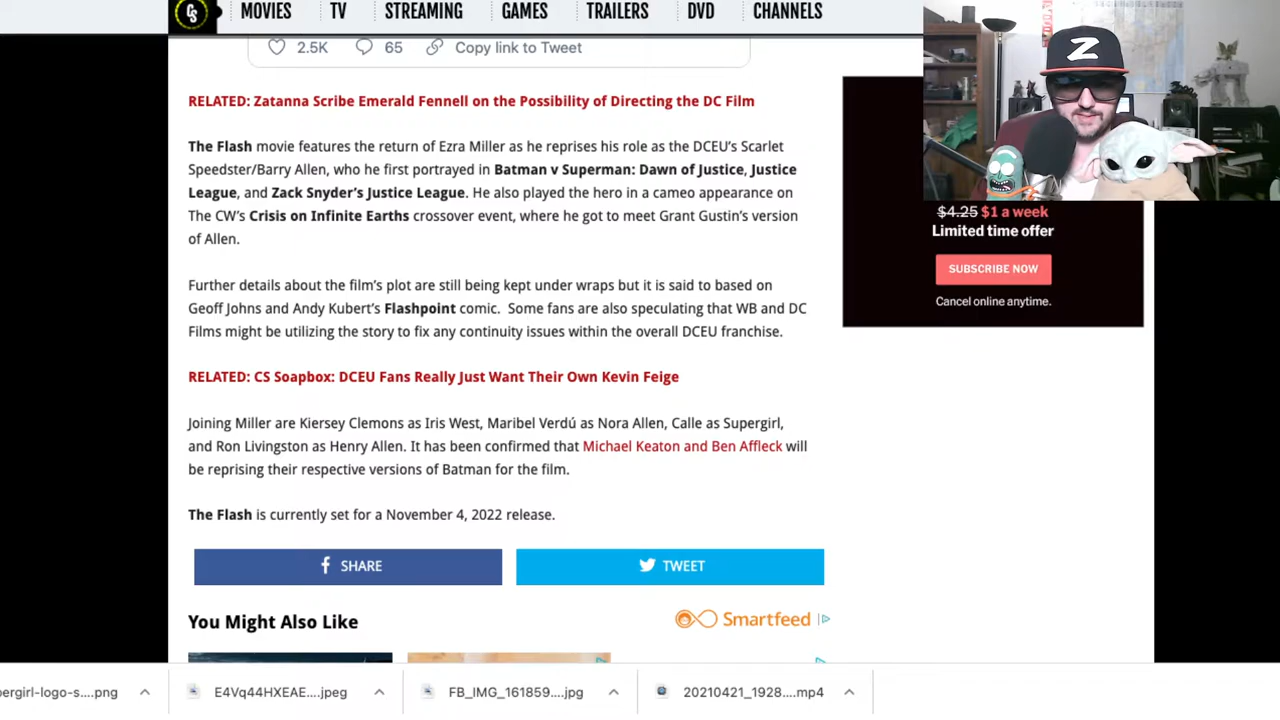 CS
MOVIES TV STREAMING GAMES TRAILERS DVD CHANNELS
2.5K 65 Copy link to Tweet
RELATED: Zatanna Scribe Emerald Fennell on the Possibility of Directing the DC Film
The Flash movie features the return of Ezra Miller as he reprises his role as the DCEU's Scarlet
Speedster/Barry Allen, who he first portrayed in Batman v Superman: Dawn of Justice, Justice
League, and Zack Snyder's Justice League. He also played the hero in a cameo appearance on
The CW's Crisis on Infinite Earths crossover event, where he got to meet Grant Gustin's version
of Allen.
Further details about the film's plot are still being kept under wraps but it is said to based on
Geoff Johns and Andy Kubert's Flashpoint comic. Some fans are also speculating that WB and DC
Films might be utilizing the story to fix any continuity issues within the overall DCEU franchise.
RELATED: CS Soapbox: DCEU Fans Really Just Want Their Own Kevin Feige
Joining Miller are Kiersey Clemons as Iris West, Maribel Verdú as Nora Allen, Calle as Supergirl,
and Ron Livingston as Henry Allen. It has been confirmed that Michael Keaton and Ben Affleck will
be reprising their respective versions of Batman for the film.
The Flash is currently set for a November 4, 2022 release.
SHARE
TWEET
You Might Also Like
Smartfeed
Z
$4.25 $1 a week
Limited time offer
SUBSCRIBE NOW
Cancel online anytime.
ergirl-logo-s....png
E4Vq44HXEAE....jpeg
FB_IMG_161859....jpg
20210421_1928....mp4